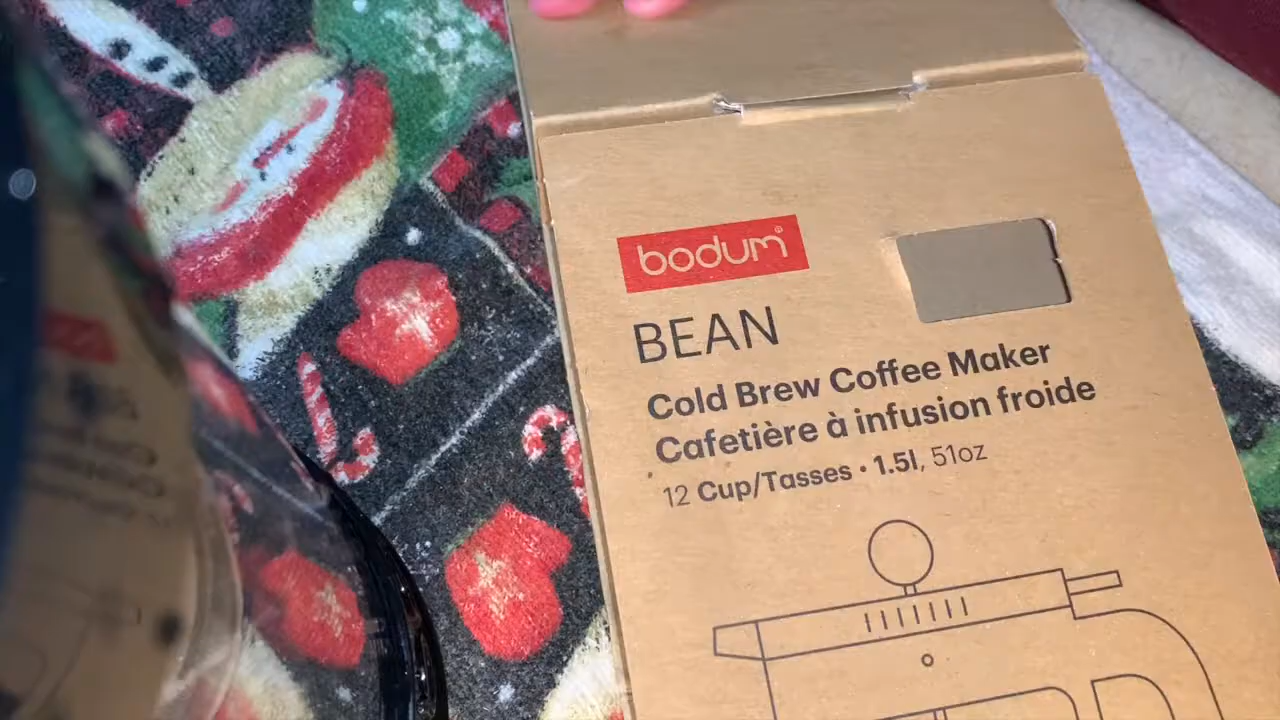 bodum®
BEAN
Cold Brew Coffee Maker
Cafetière à infusion froide
12 Cup/Tasses • 1.5l, 51oz